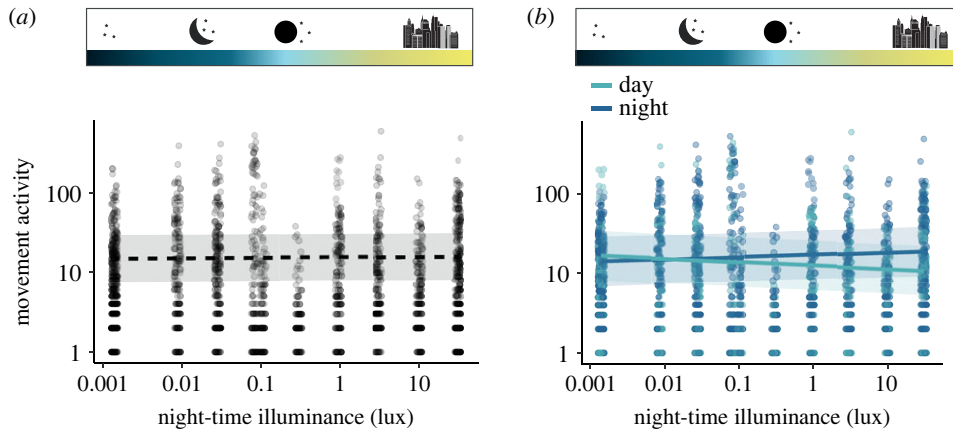 (a)
movement activity
100
10
1
0.001 0.01 0.1 1 10
night-time illuminance (lux)
(b)
day
night
100
10
1
0.001 0.01 0.1 1 10
night-time illuminance (lux)